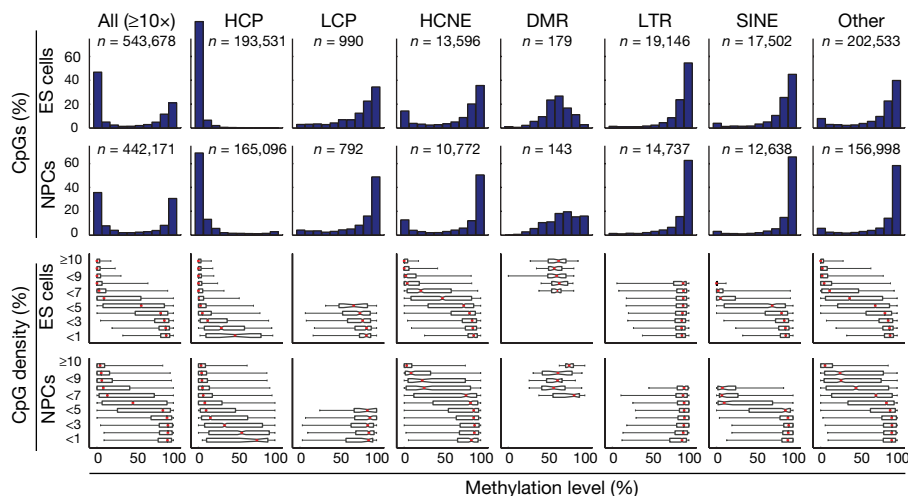 All (≥10×) HCP LCP HCNE DMR LTR SINE Other
n = 543,678 n = 193,531 n = 990 n = 13,596 n = 179 n = 19,146 n = 17,502 n = 202,533
CpGs (%)
ES cells
60
40
20
0
n = 442,171 n = 165,096 n = 792 n = 10,772 n = 143 n = 14,737 n = 12,638 n = 156,998
NPCs
60
40
20
0
CpG density (%)
ES cells
≥10
<9
<7
<5
<3
<1
NPCs
≥10
<9
<7
<5
<3
<1
0 50 100 0 50 100 0 50 100 0 50 100 0 50 100 0 50 100 0 50 100 0 50 100
Methylation level (%)